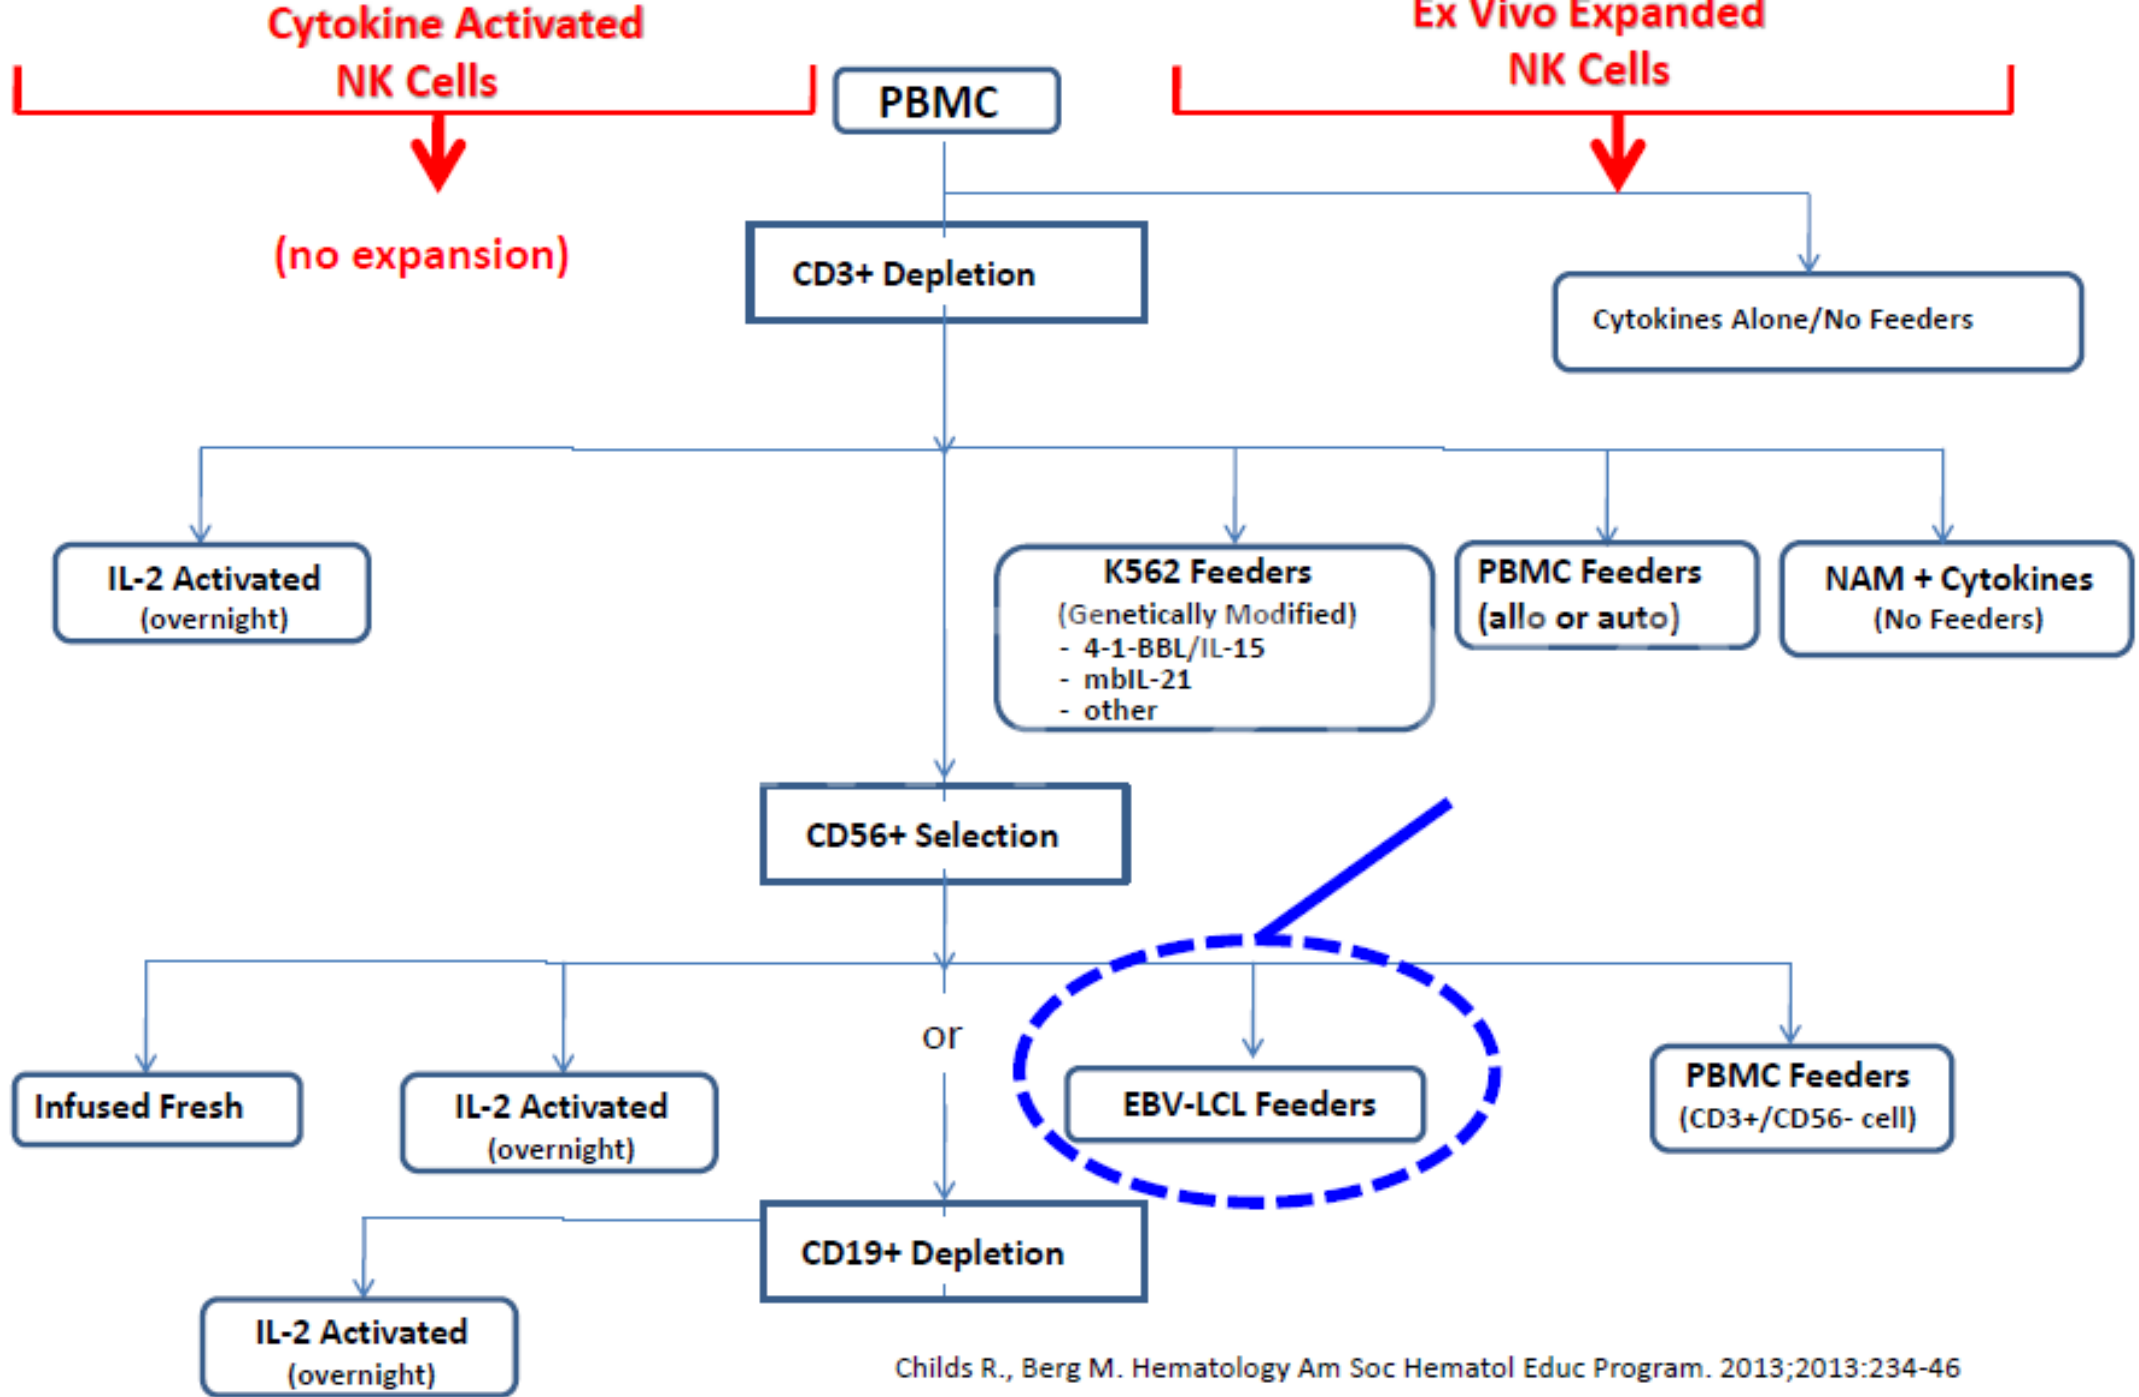 Cytokine Activated
NK Cells
Ex Vivo Expanded
NK Cells
PBMC
(no expansion)
CD3+ Depletion
Cytokines Alone/No Feeders
IL-2 Activated
(overnight)
K562 Feeders
(Genetically Modified)
- 4-1-BBL/IL-15
- mbIL-21
- other
PBMC Feeders
(allo or auto)
NAM + Cytokines
(No Feeders)
CD56+ Selection
or
Infused Fresh
IL-2 Activated
(overnight)
EBV-LCL Feeders
PBMC Feeders
(CD3+/CD56- cell)
CD19+ Depletion
IL-2 Activated
(overnight)
Childs R., Berg M. Hematology Am Soc Hematol Educ Program. 2013;2013:234-46